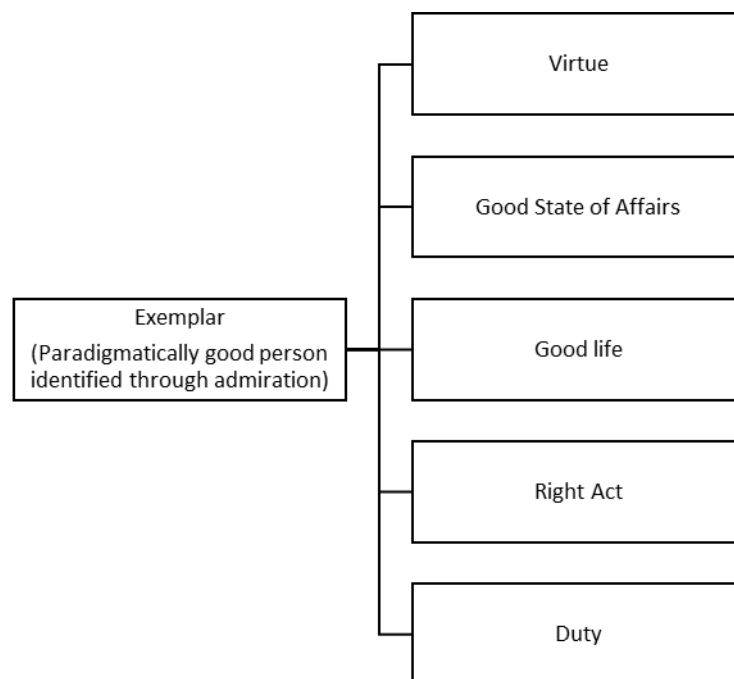 Virtue
Good State of Affairs
Exemplar
(Paradigmatically good person
identified through admiration)
Good life
Right Act
Duty